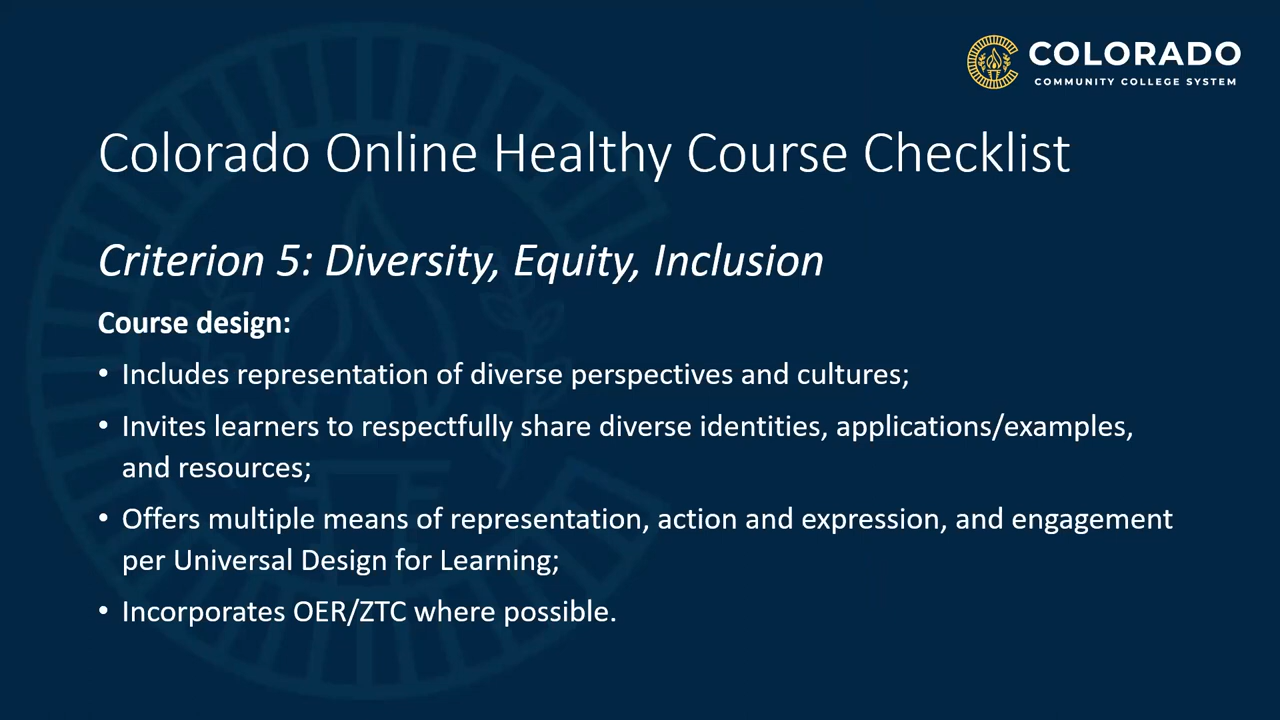 COLORADO
COMMUNITY COLLEGE SYSTEM
Colorado Online Healthy Course Checklist
Criterion 5: Diversity, Equity, Inclusion
Course design:
• Includes representation of diverse perspectives and cultures;
• Invites learners to respectfully share diverse identities, applications/examples,
and resources;
• Offers multiple means of representation, action and expression, and engagement
per Universal Design for Learning;
• Incorporates OER/ZTC where possible.